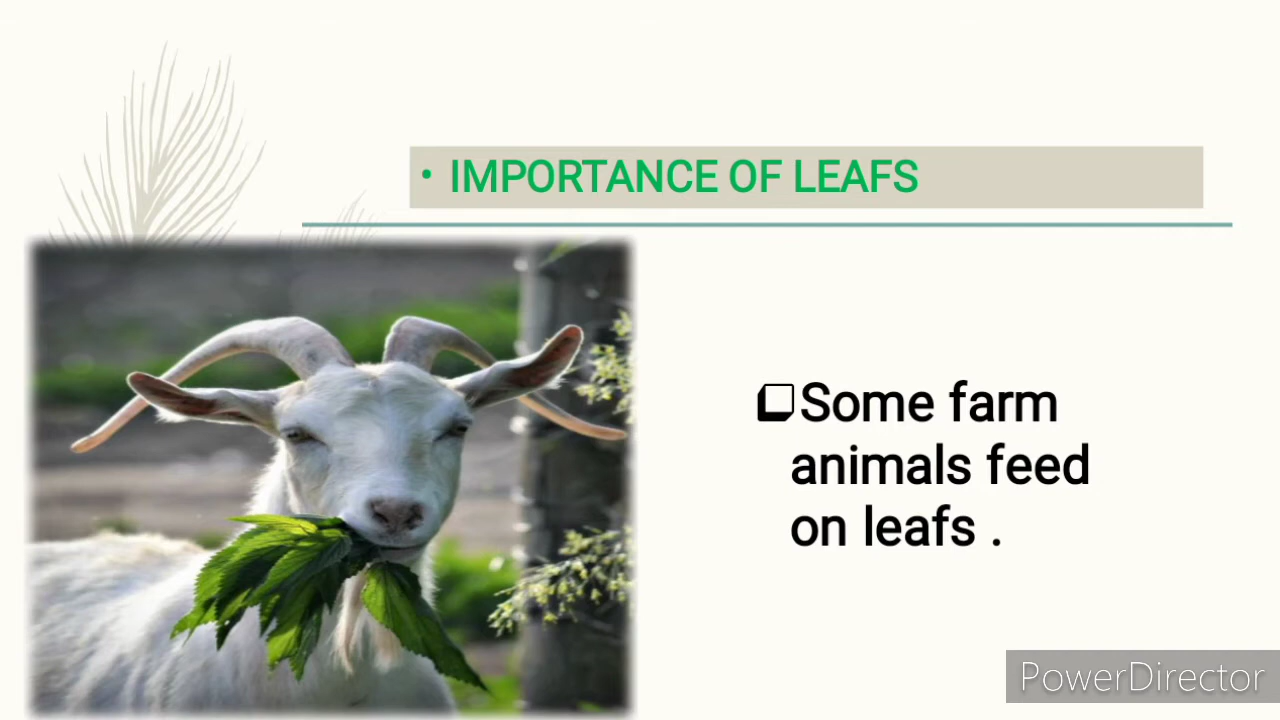 • IMPORTANCE OF LEAFS
❑Some farm
animals feed
on leafs .
PowerDirector